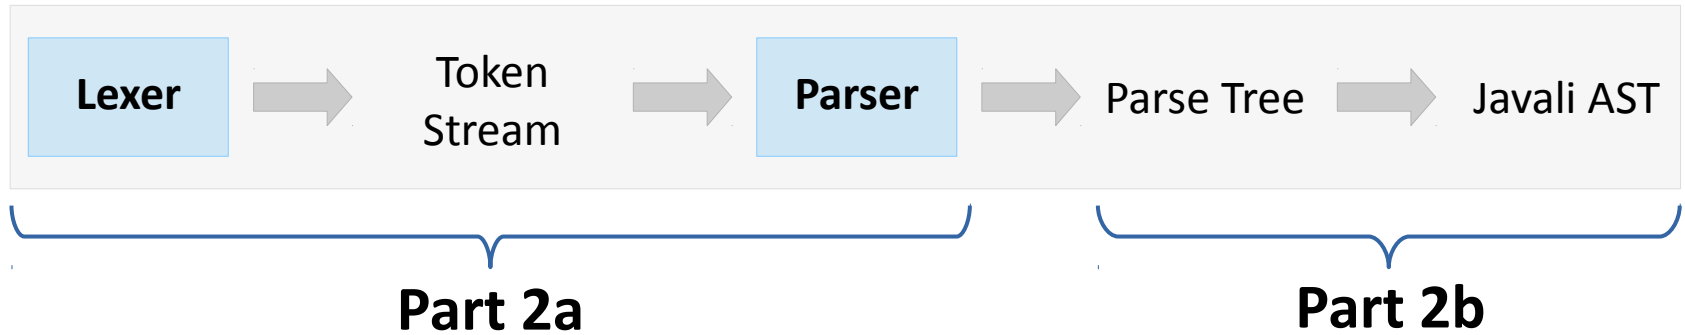 Lexer
Token
Stream
Parser
Parse Tree
Javali AST
Part 2a
Part 2b